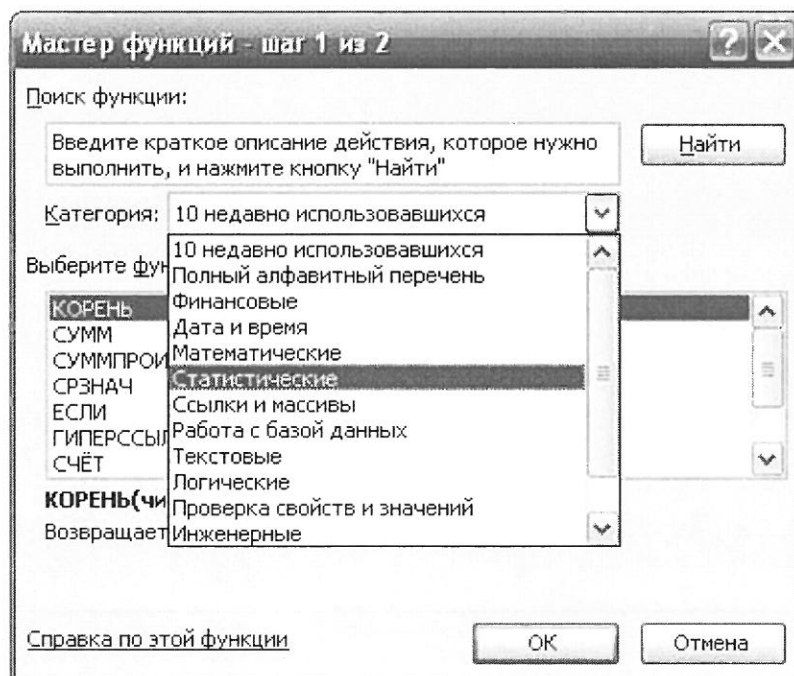 Мастер функций - шаг 1 из 2
Поиск функции:
Введите краткое описание действия, которое нужно
выполнить, и нажмите кнопку "Найти"
Найти
Категория: 10 недавно использовавшихся
10 недавно использовавшихся
Полный алфавитный перечень
Финансовые
Дата и время
Математические
Статистические
Ссылки и массивы
Работа с базой данных
Текстовые
Логические
Проверка свойств и значений
Инженерные
Выберите фун
КОРЕНЬ
СУММ
СУММПРОИ
СРЗНАЧ
ЕСЛИ
ГИПЕРССЫЛ
СЧЁТ
КОРЕНЬ(чи
Возвращает
Справка по этой функции
ОК
Отмена